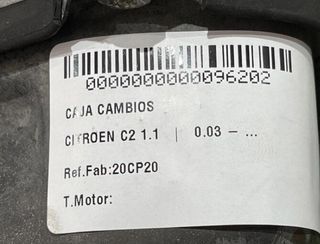 0000000000096202
CAJA CAMBIOS
CITROEN C2 1.1 | 0.03 – ...
Ref.Fab:20CP20
T.Motor: